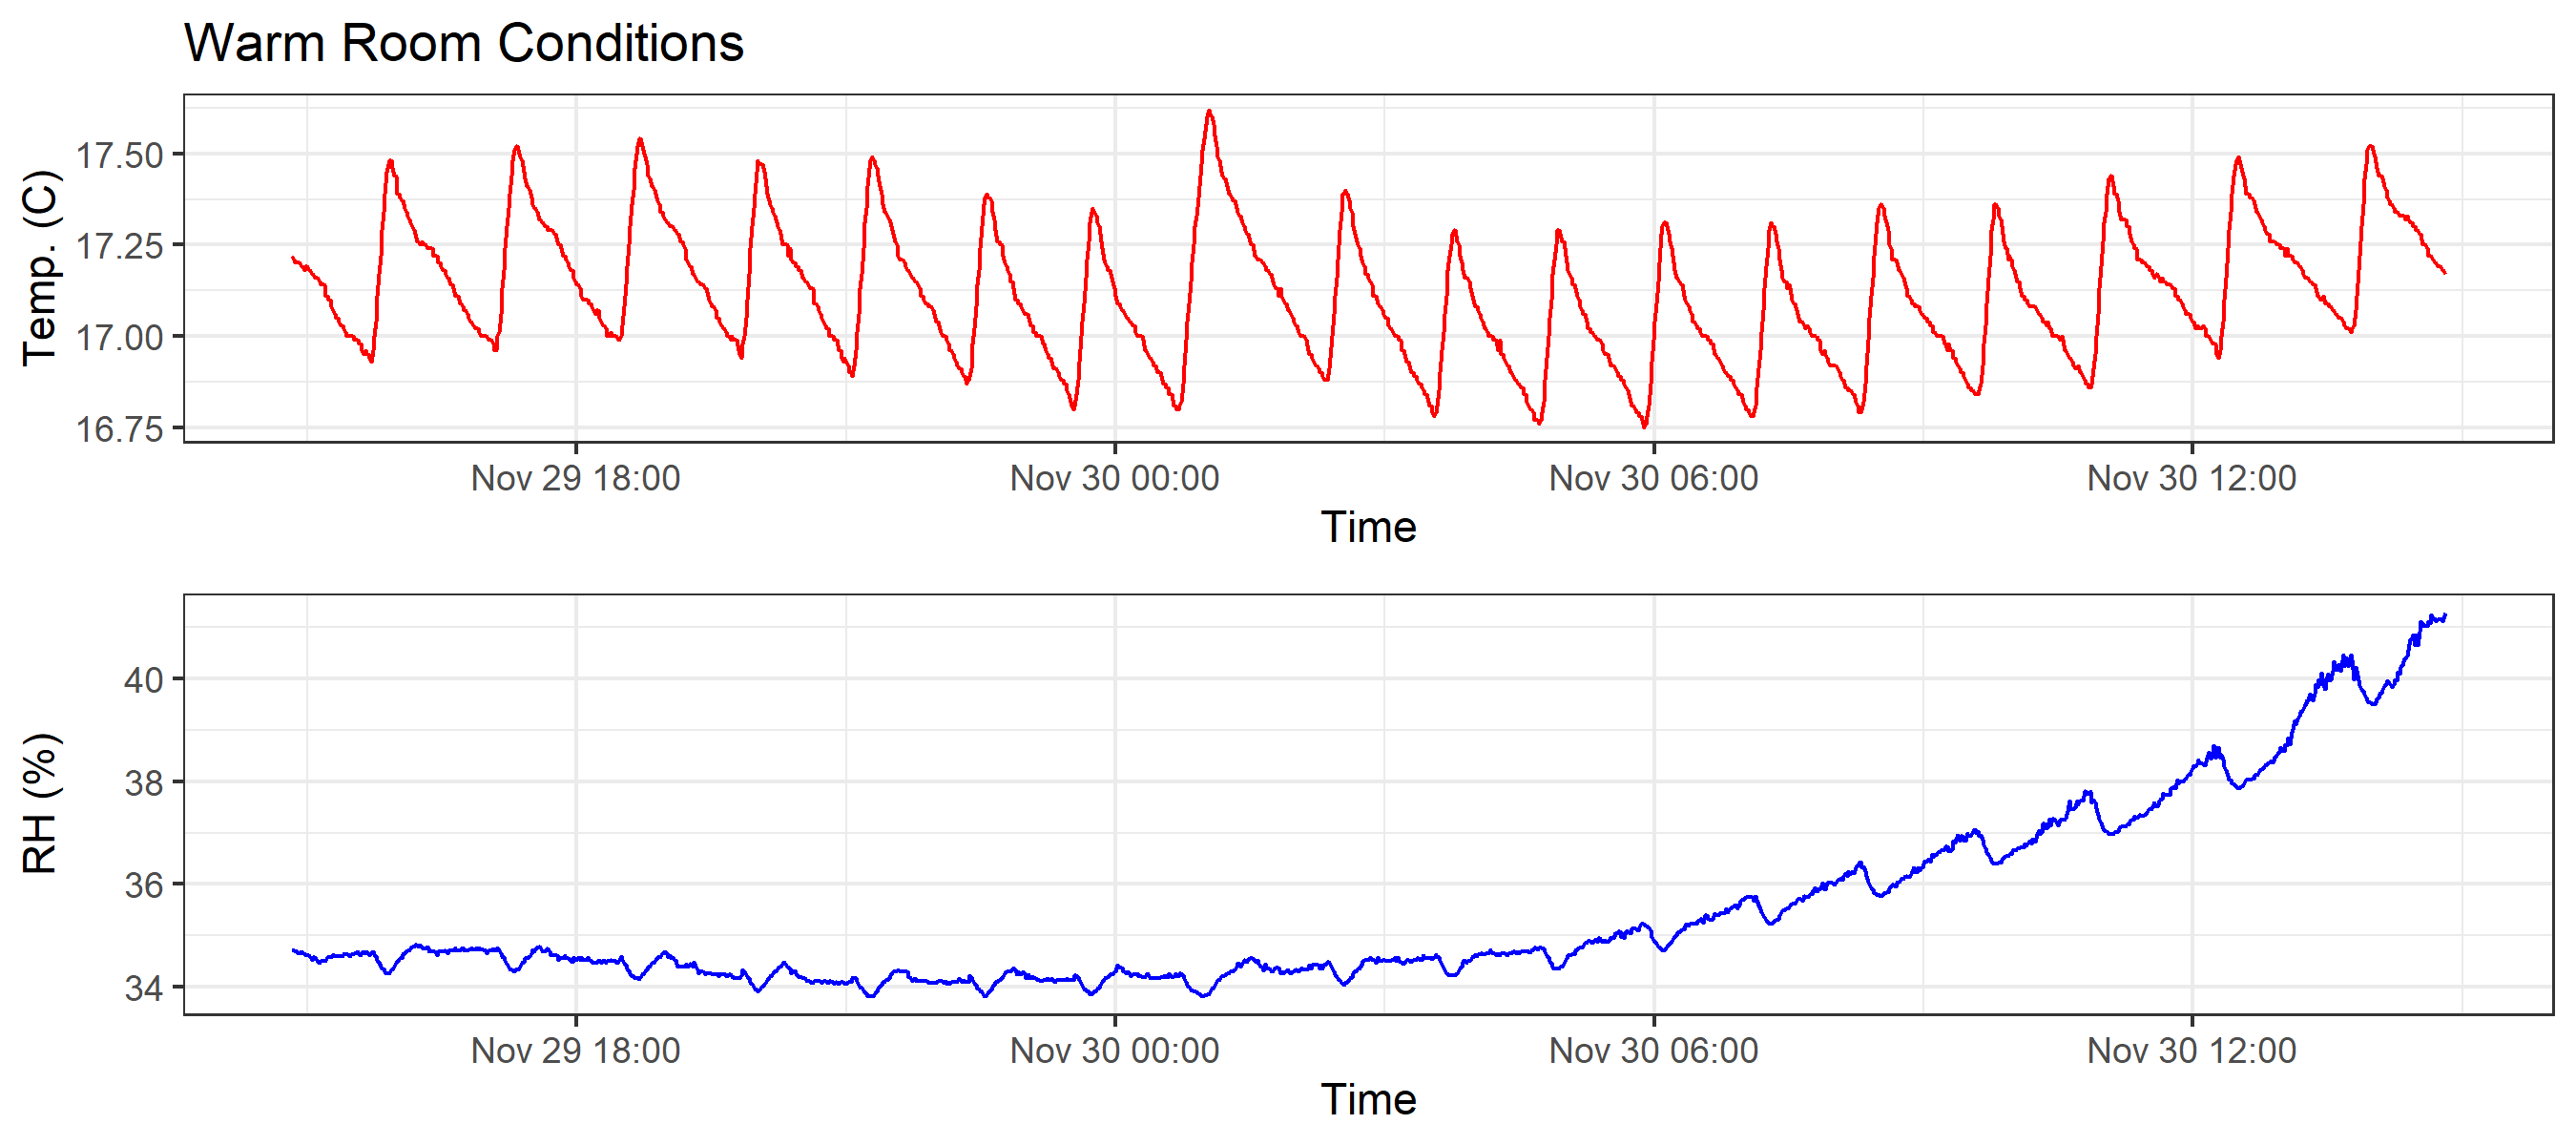 Warm Room Conditions
Temp. (C)
17.50
17.25
17.00
16.75
Nov 29 18:00 Nov 30 00:00 Nov 30 06:00 Nov 30 12:00
Time
RH (%)
40
38
36
34
Nov 29 18:00 Nov 30 00:00 Nov 30 06:00 Nov 30 12:00
Time